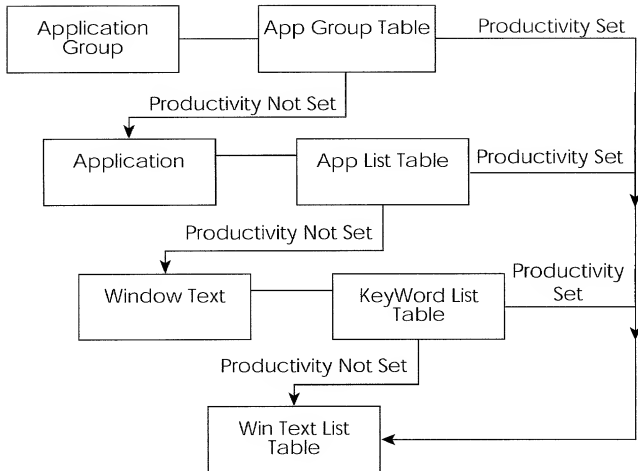 Application
Group
App Group Table
Productivity Set
Productivity Not Set
Application
App List Table
Productivity Set
Productivity Not Set
Window Text
KeyWord List
Table
Productivity
Set
Productivity Not Set
Win Text List
Table